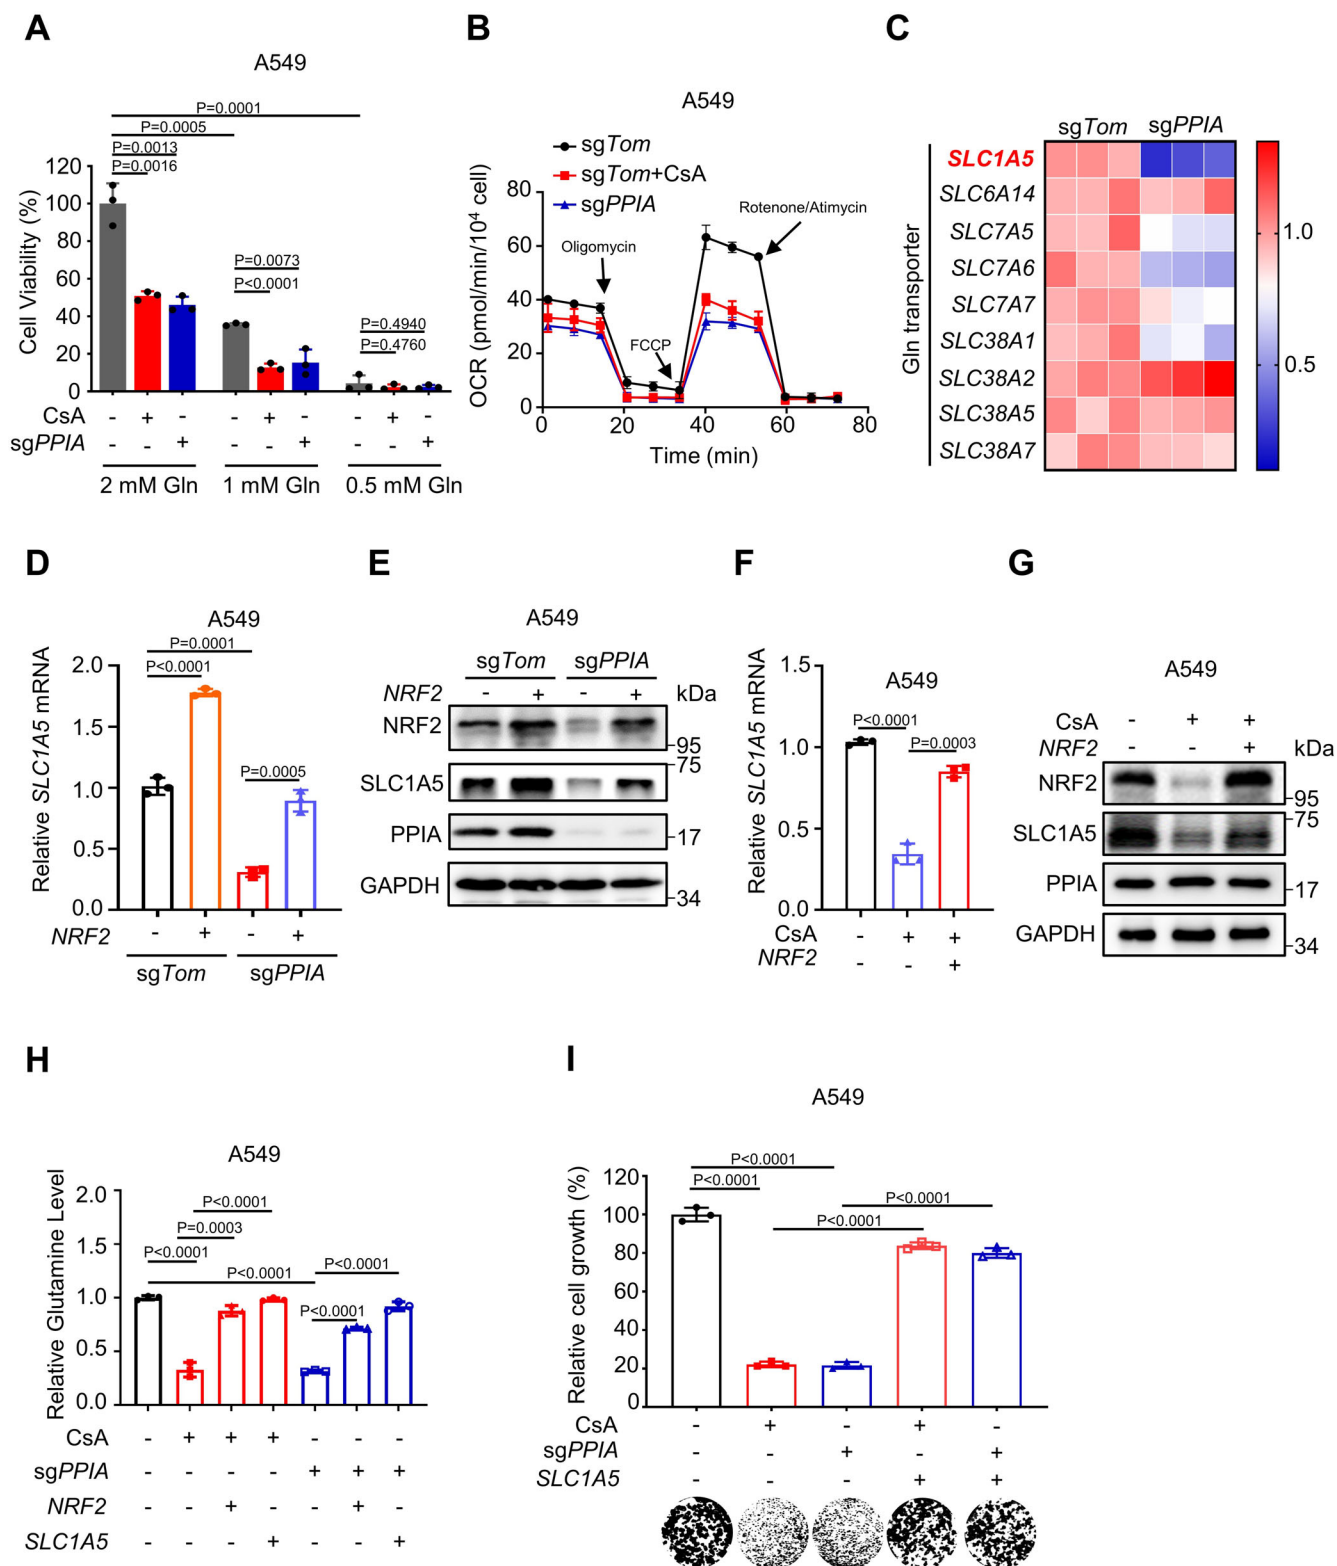 A
A549
P=0.0001
P=0.0005
P=0.0013
P=0.0016
P=0.0073
P<0.0001
P=0.4940
P=0.4760
Cell Viability (%)
120
100
80
60
40
20
0
CsA - + - - + - - + -
sgPPIA - - + - - + - - +
2 mM Gln 1 mM Gln 0.5 mM Gln
B
A549
sgTom
sgTom+CsA
sgPPIA
Oligomycin
FCCP
Rotenone/Atimycin
OCR (pmol/min/10⁴ cell)
80
60
40
20
0
0 20 40 60 80
Time (min)
C
sgTom sgPPIA
Gln transporter
SLC1A5
SLC6A14
SLC7A5
SLC7A6
SLC7A7
SLC38A1
SLC38A2
SLC38A5
SLC38A7
1.0
0.5
D
A549
P=0.0001
P<0.0001
P=0.0005
Relative SLC1A5 mRNA
2.0
1.5
1.0
0.5
0.0
NRF2 - + - +
sgTom sgPPIA
E
A549
sgTom sgPPIA
NRF2 - + - + kDa
NRF2
95
75
SLC1A5
PPIA
17
GAPDH
34
F
A549
P<0.0001
P=0.0003
Relative SLC1A5 mRNA
1.5
1.0
0.5
0.0
CsA - + +
NRF2 - - +
G
A549
CsA - + +
NRF2 - - + kDa
NRF2
95
75
SLC1A5
PPIA
17
GAPDH
34
H
A549
P<0.0001
P=0.0003
P<0.0001
P<0.0001
P<0.0001
P<0.0001
Relative Glutamine Level
2.0
1.5
1.0
0.5
0.0
CsA - + + + - - -
sgPPIA - - - - + + +
NRF2 - - + - - + -
SLC1A5 - - - + - - +
I
A549
P<0.0001
P<0.0001
P<0.0001
P<0.0001
Relative cell growth (%)
120
100
80
60
40
20
0
CsA - + - + -
sgPPIA - - + - +
SLC1A5 - - - + +